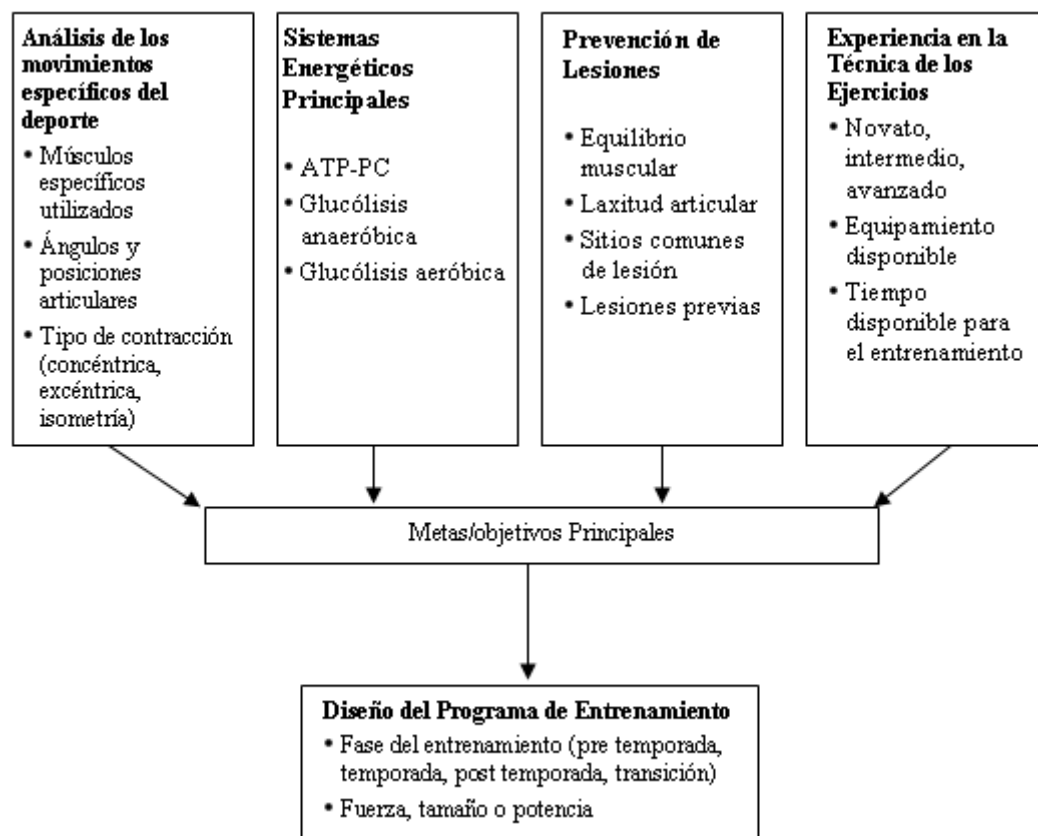 Análisis de los
movimientos
específicos del
deporte
• Músculos
específicos
utilizados
• Ángulos y
posiciones
articulares
• Tipo de contracción
(concéntrica,
excéntrica,
isometría)
Sistemas
Energéticos
Principales
• ATP-PC
• Glucólisis
anaeróbica
• Glucólisis aeróbica
Prevención de
Lesiones
• Equilibrio
muscular
• Laxitud articular
• Sitios comunes
de lesión
• Lesiones previas
Experiencia en la
Técnica de los
Ejercicios
• Novato,
intermedio,
avanzado
• Equipamiento
disponible
• Tiempo
disponible para
el entrenamiento
Metas/objetivos Principales
Diseño del Programa de Entrenamiento
• Fase del entrenamiento (pre temporada,
temporada, post temporada, transición)
• Fuerza, tamaño o potencia